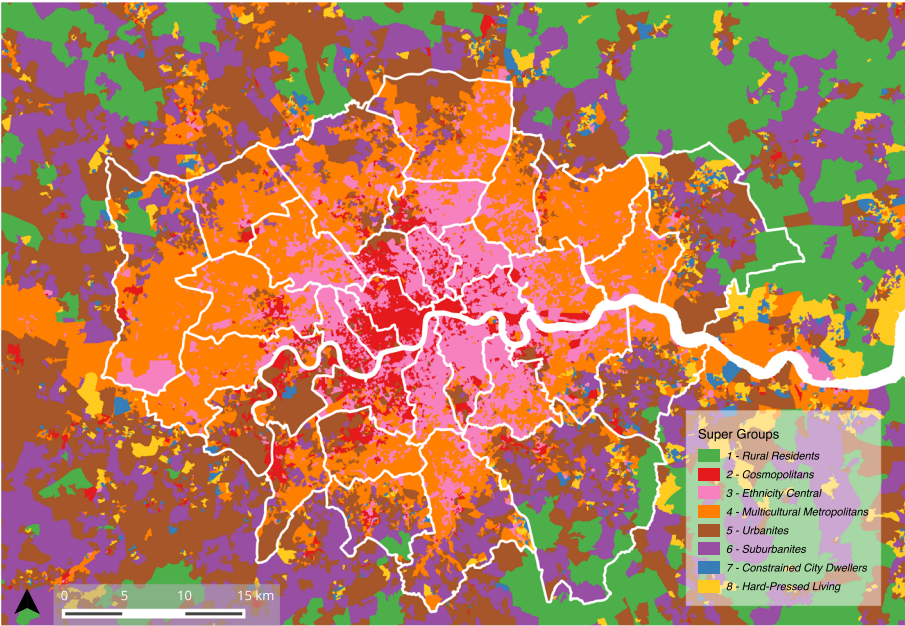 Super Groups
1 - Rural Residents
2 - Cosmopolitans
3 - Ethnicity Central
4 - Multicultural Metropolitans
5 - Urbanites
6 - Suburbanites
7 - Constrained City Dwellers
8 - Hard-Pressed Living
0 5 10 15 km